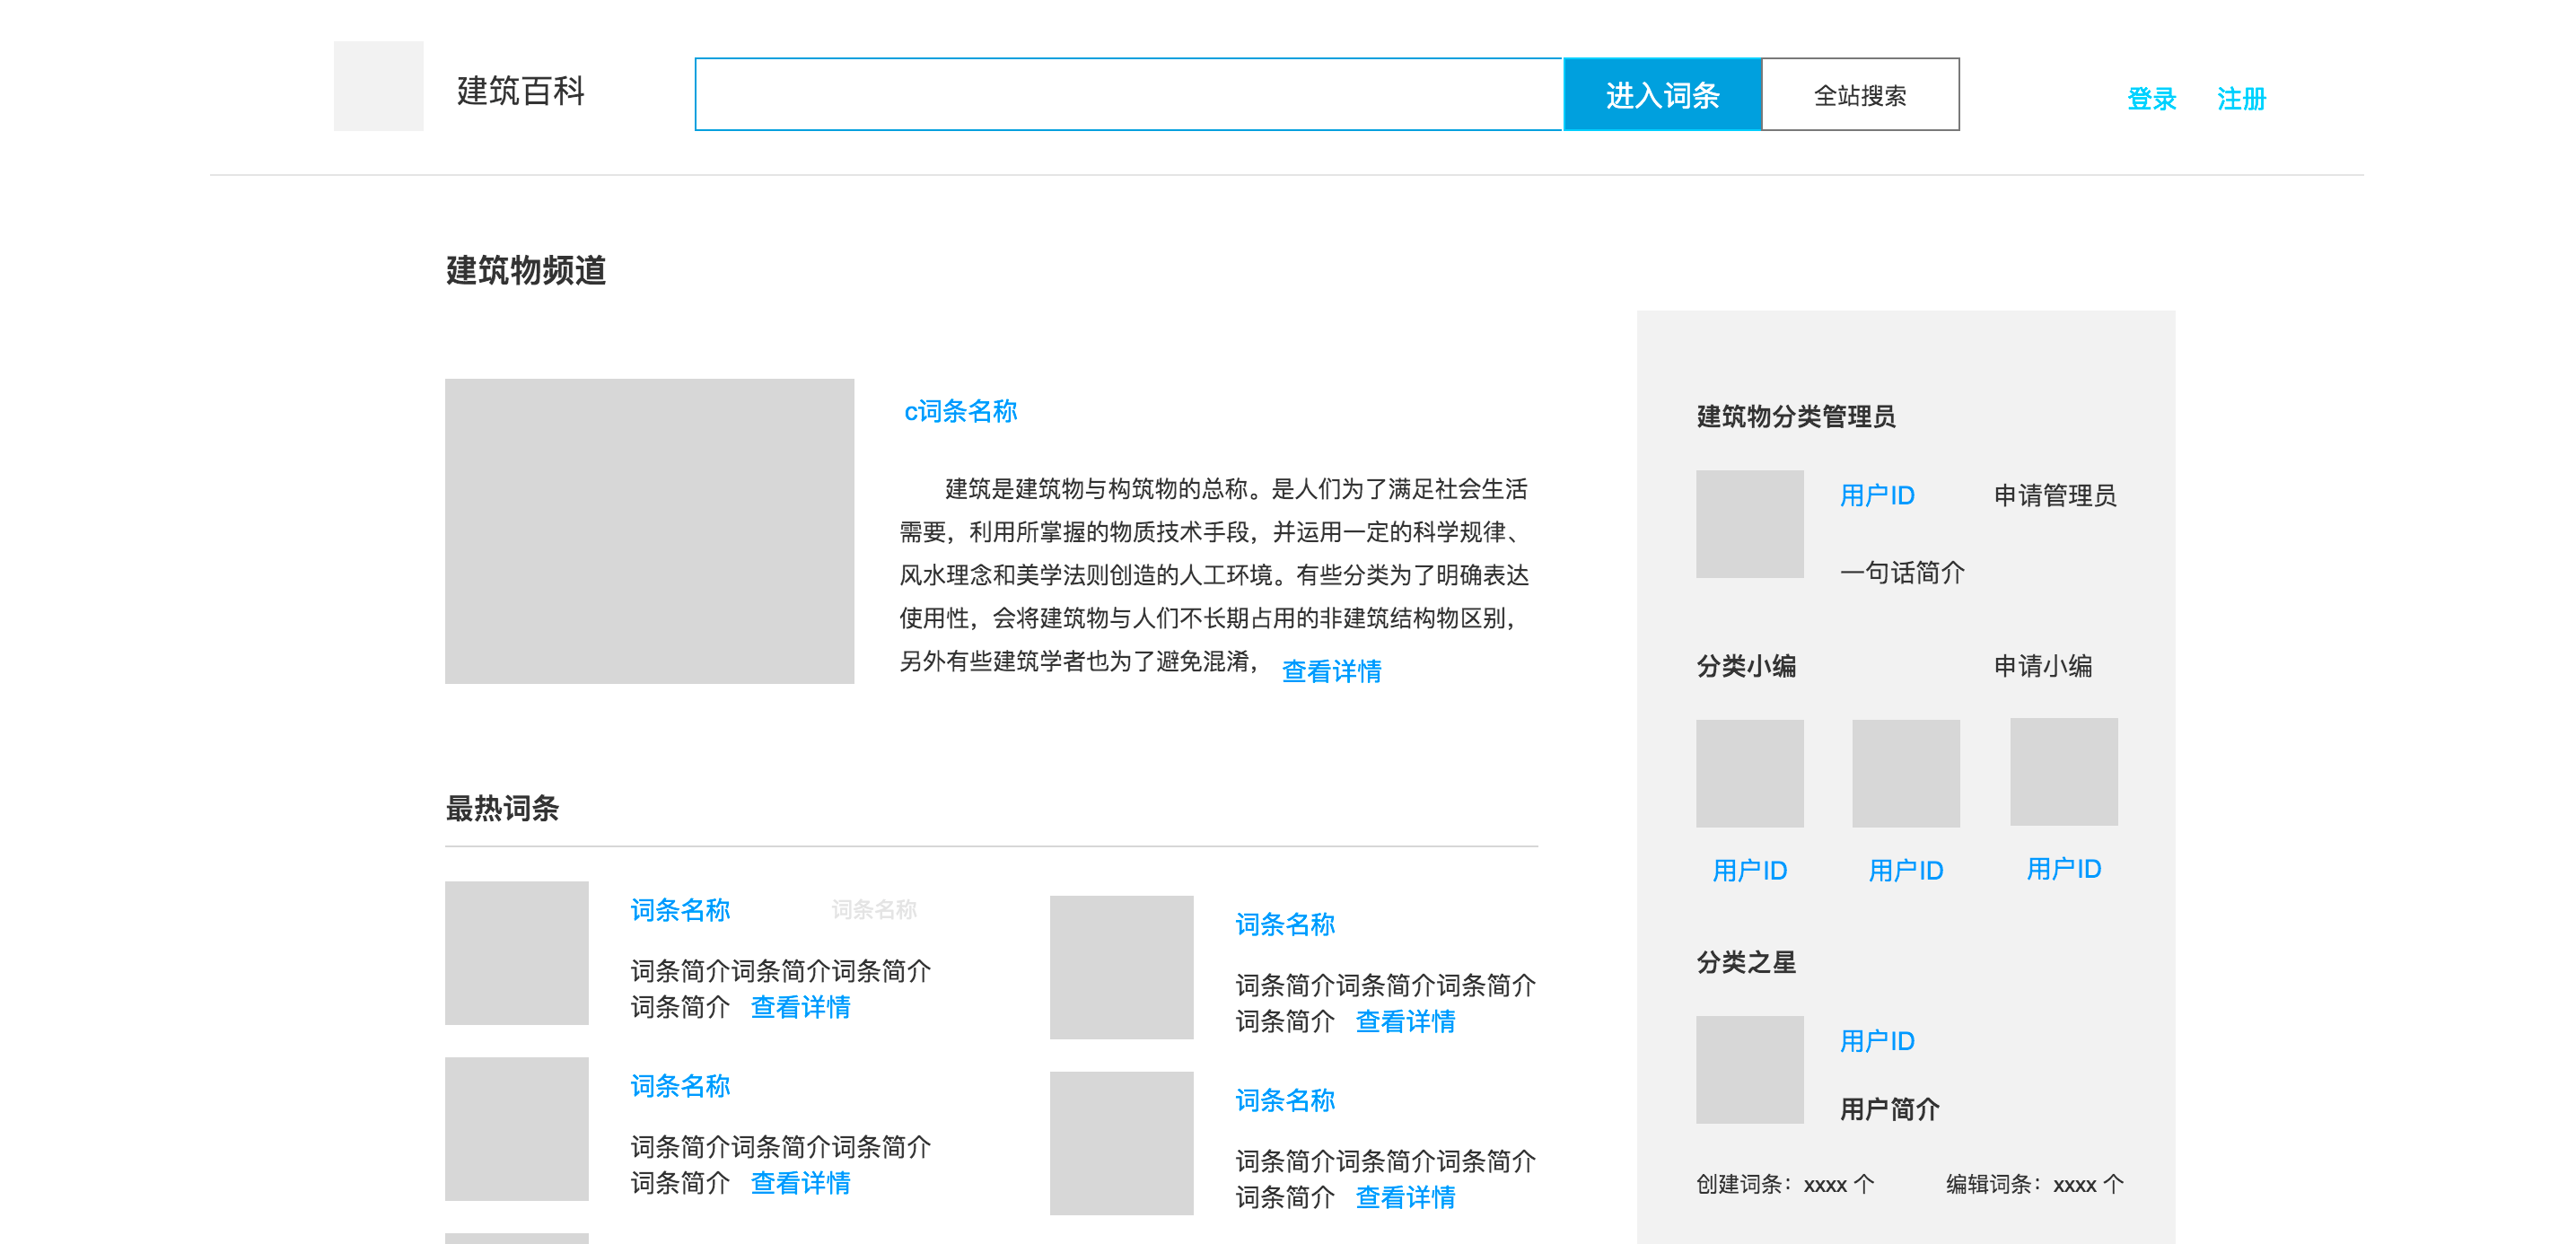 建筑百科
进入词条
全站搜索
登录
注册
建筑物频道
c词条名称
建筑是建筑物与构筑物的总称。是人们为了满足社会生活
需要，利用所掌握的物质技术手段，并运用一定的科学规律、
风水理念和美学法则创造的人工环境。有些分类为了明确表达
使用性，会将建筑物与人们不长期占用的非建筑结构物区别，
另外有些建筑学者也为了避免混淆， 查看详情
最热词条
词条名称 词条名称
词条简介词条简介词条简介
词条简介 查看详情
词条名称
词条简介词条简介词条简介
词条简介 查看详情
词条名称
词条简介词条简介词条简介
词条简介 查看详情
词条名称
词条简介词条简介词条简介
词条简介 查看详情
建筑物分类管理员
用户ID 申请管理员
一句话简介
分类小编 申请小编
用户ID 用户ID 用户ID
分类之星
用户ID
用户简介
创建词条：xxxx 个 编辑词条：xxxx 个